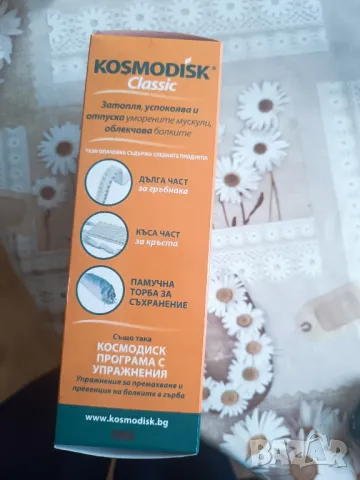 KOSMODISK®
Classic
Затопля, успокоява и
отпуска уморените мускули,
облекчава болките
ТАЗИ ОПАКОВКА СЪДЪРЖА СЛЕДНИТЕ ПРОДУКТИ:
ДЪЛГА ЧАСТ
за гръбнака
КЪСА ЧАСТ
за кръста
ПАМУЧНА
ТОРБА ЗА
СЪХРАНЕНИЕ
Също така
КОСМОДИСК
ПРОГРАМА С
УПРАЖНЕНИЯ
Упражнения за премахване и
превенция на болките в гърба
www.kosmodisk.bg
BAZAR